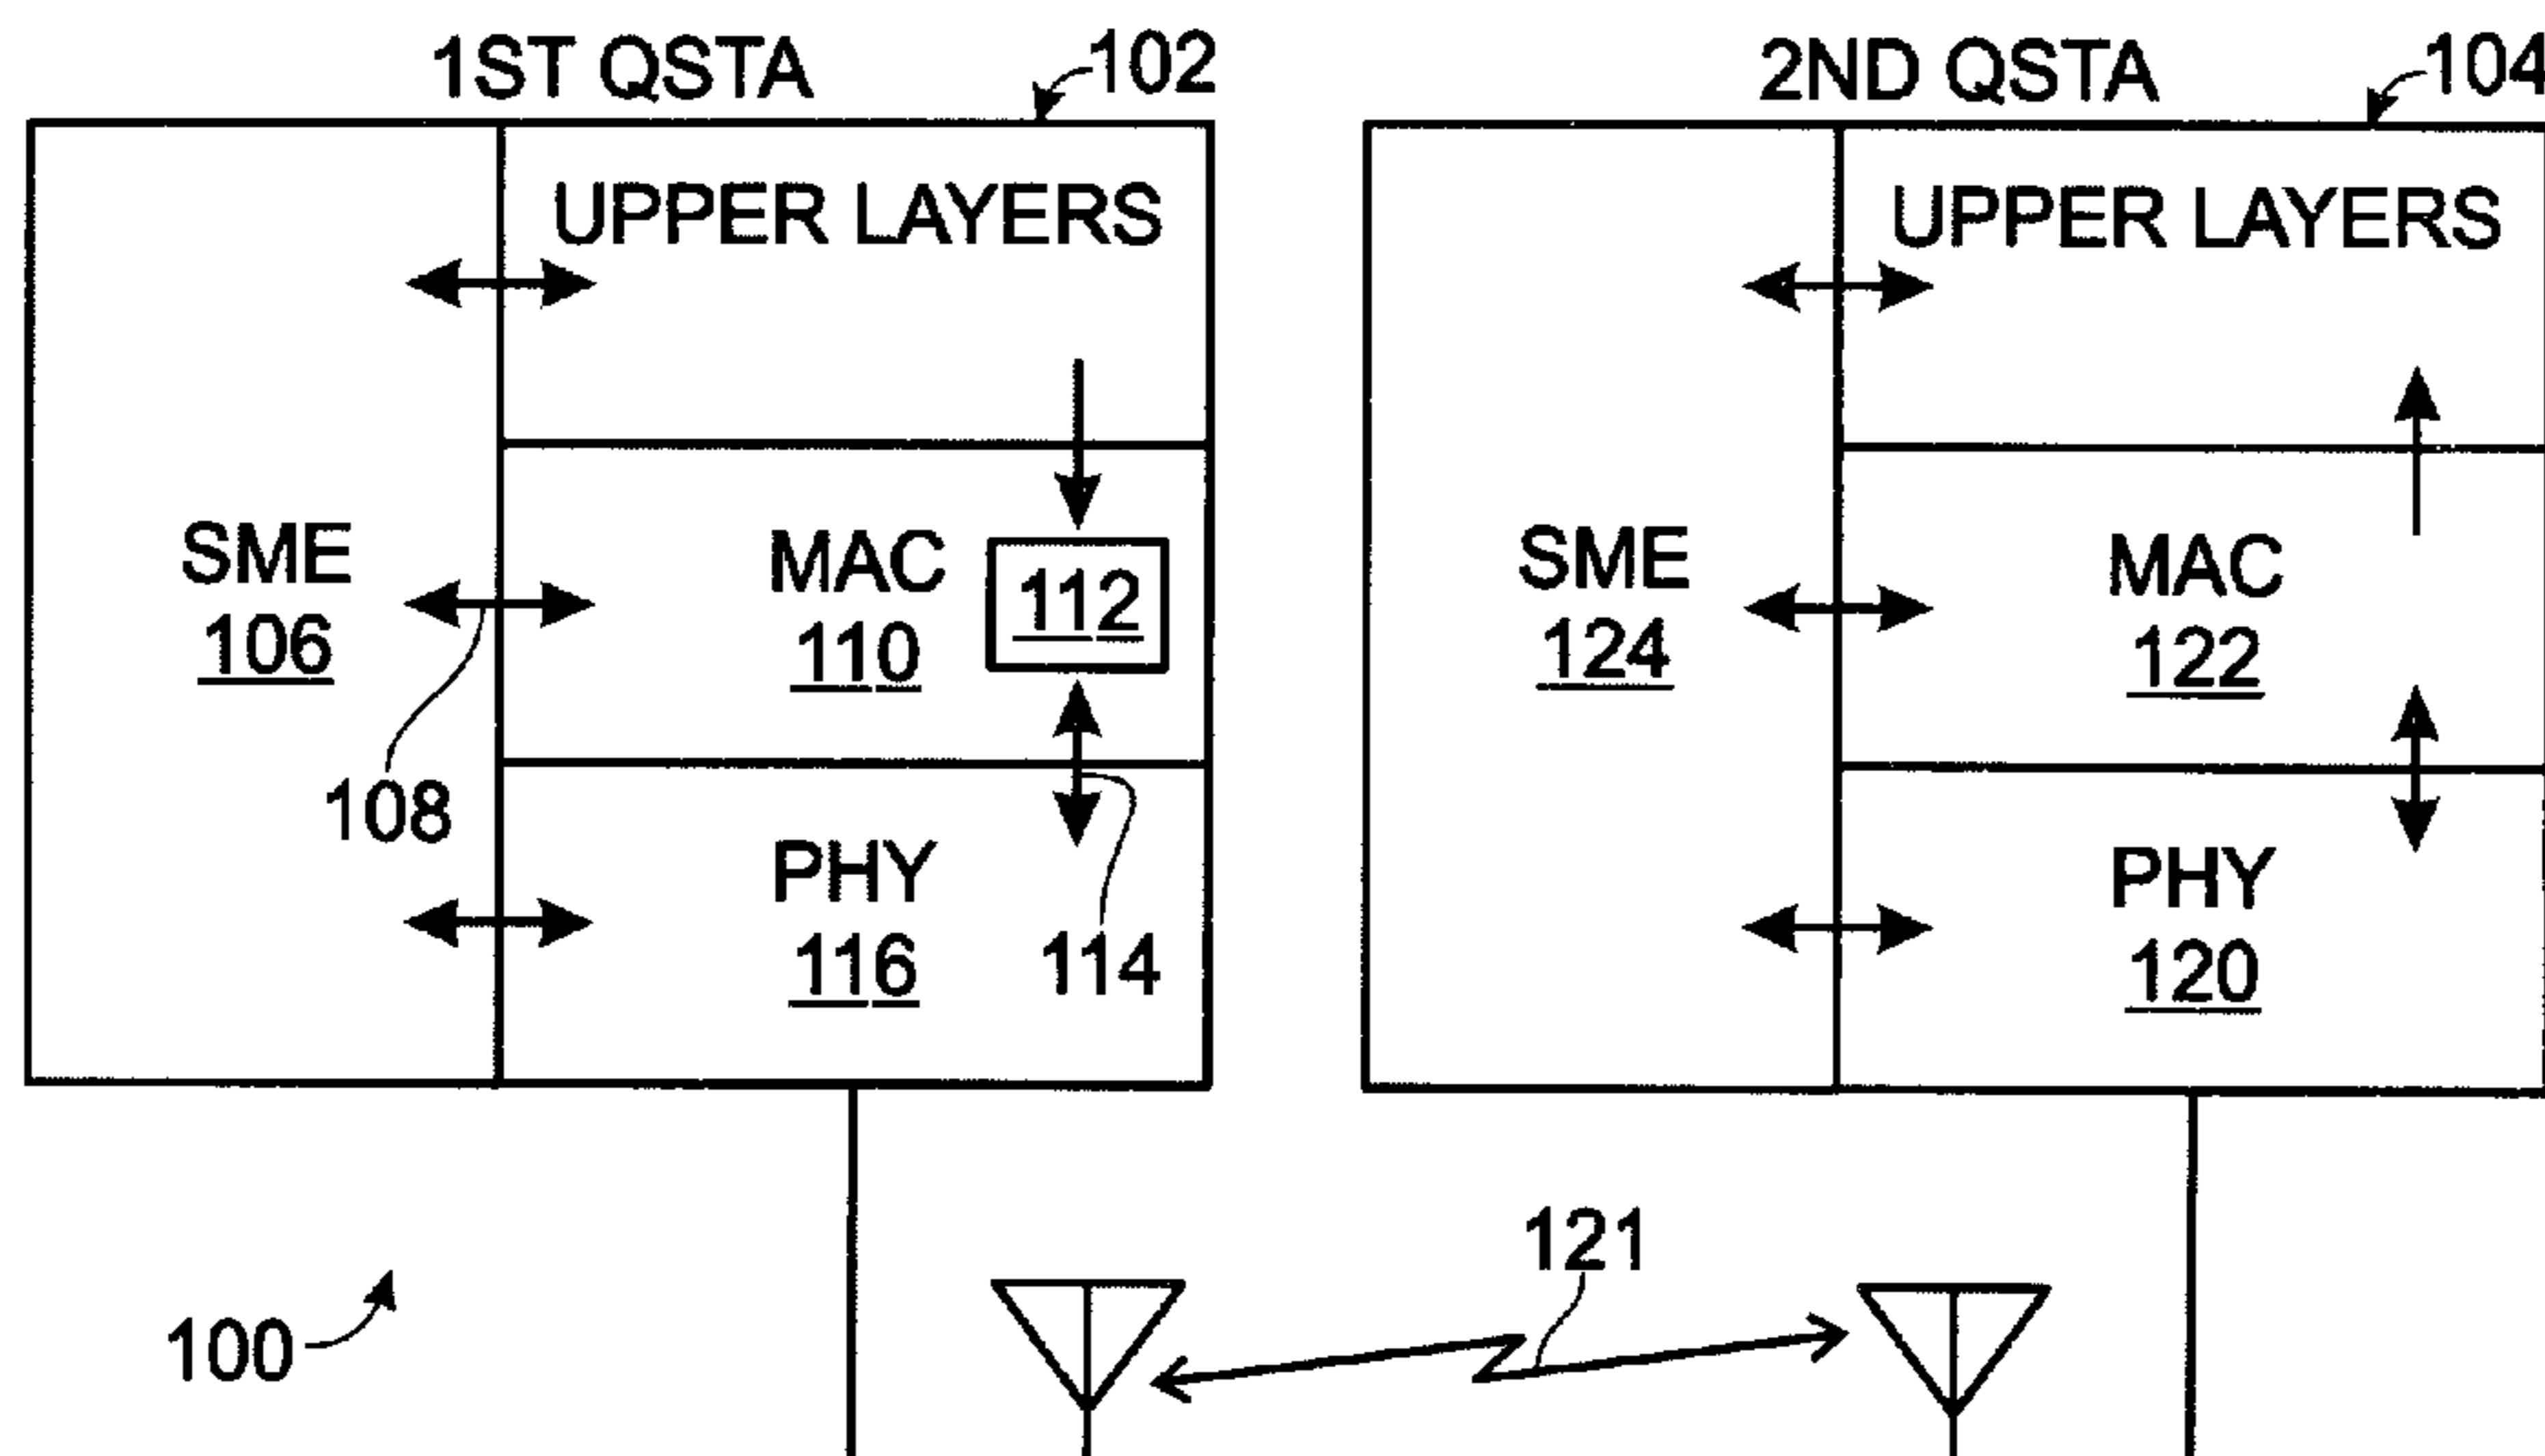 1ST QSTA 102
UPPER LAYERS
SME
106
108
MAC
110
112
PHY
116
114
2ND QSTA 104
UPPER LAYERS
SME
124
MAC
122
PHY
120
121
100